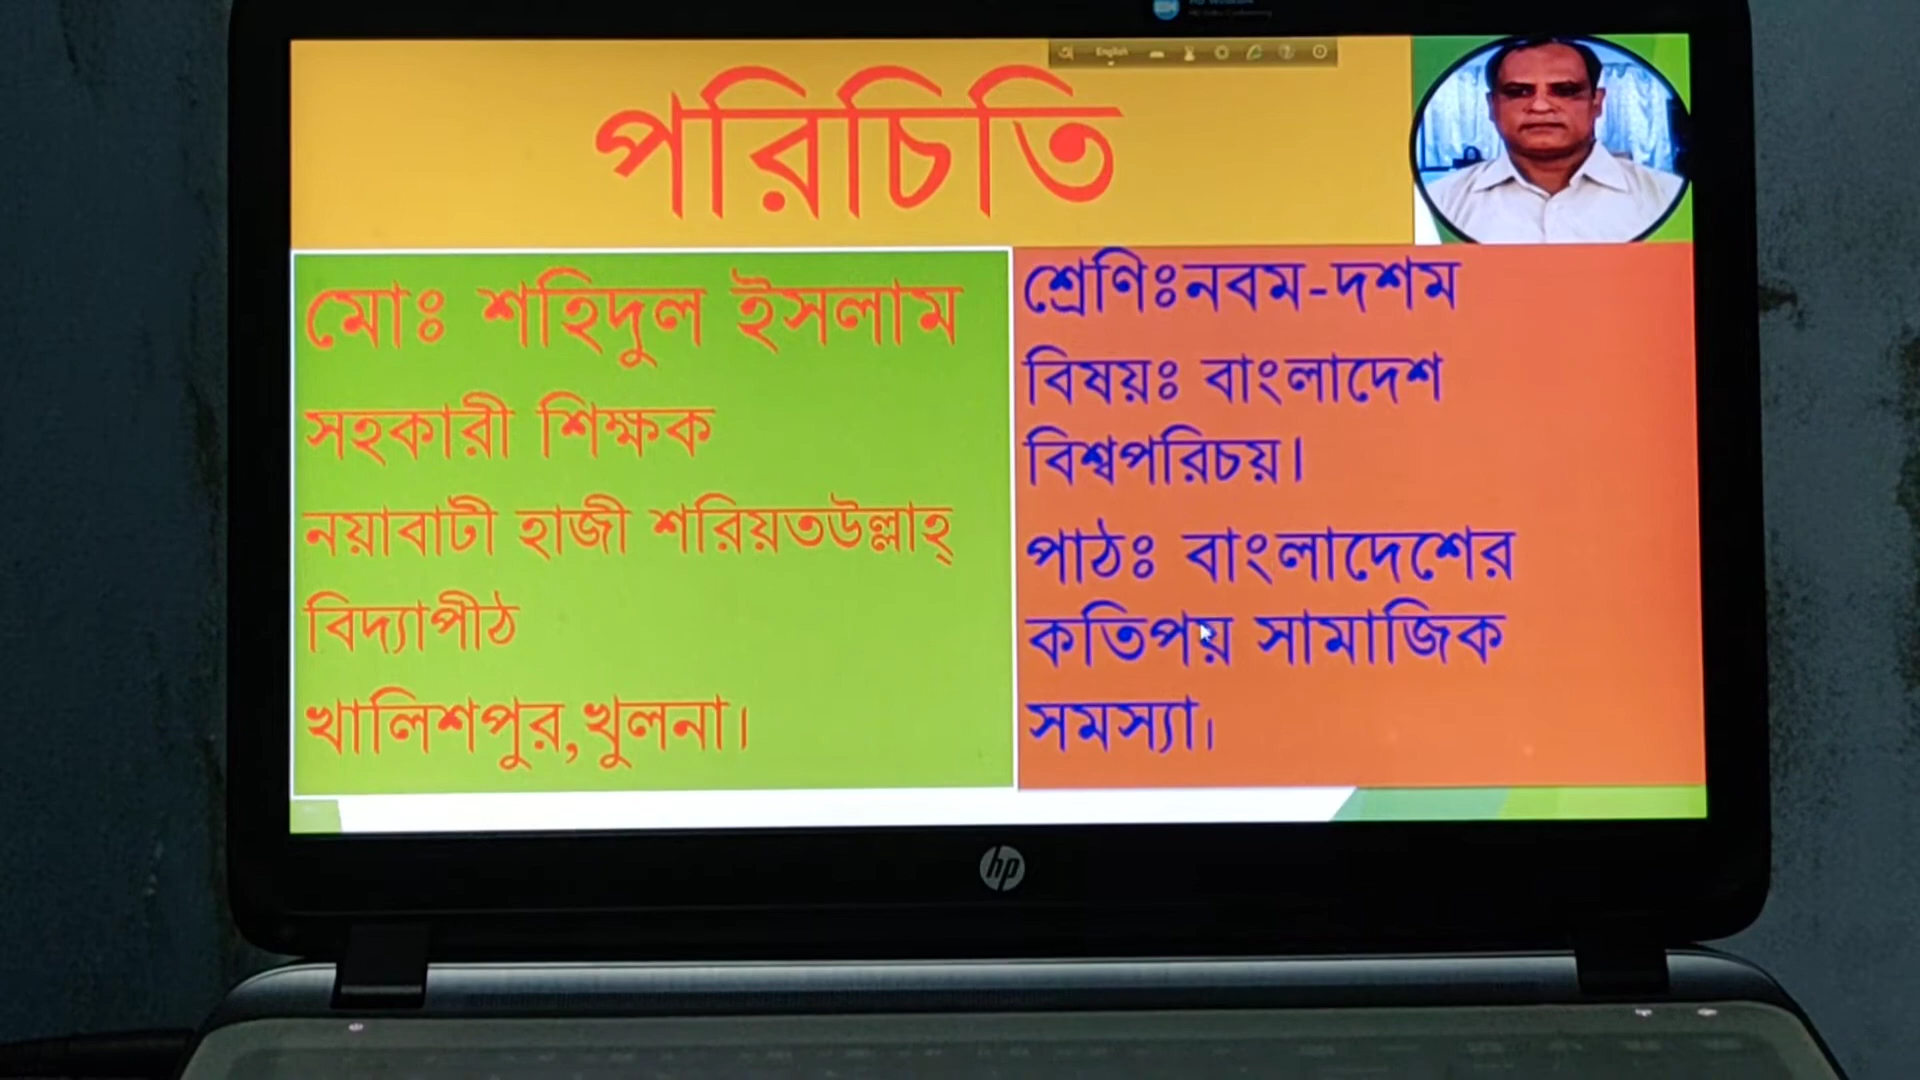 English
পরিচিতি
মোঃ শহিদুল ইসলাম
সহকারী শিক্ষক
নয়াবাটী হাজী শরিয়তউল্লাহ্
বিদ্যাপীঠ
খালিশপুর,খুলনা।
শ্রেণিঃনবম-দশম
বিষয়ঃ বাংলাদেশ
বিশ্বপরিচয়।
পাঠঃ বাংলাদেশের
কতিপয় সামাজিক
সমস্যা।
hp